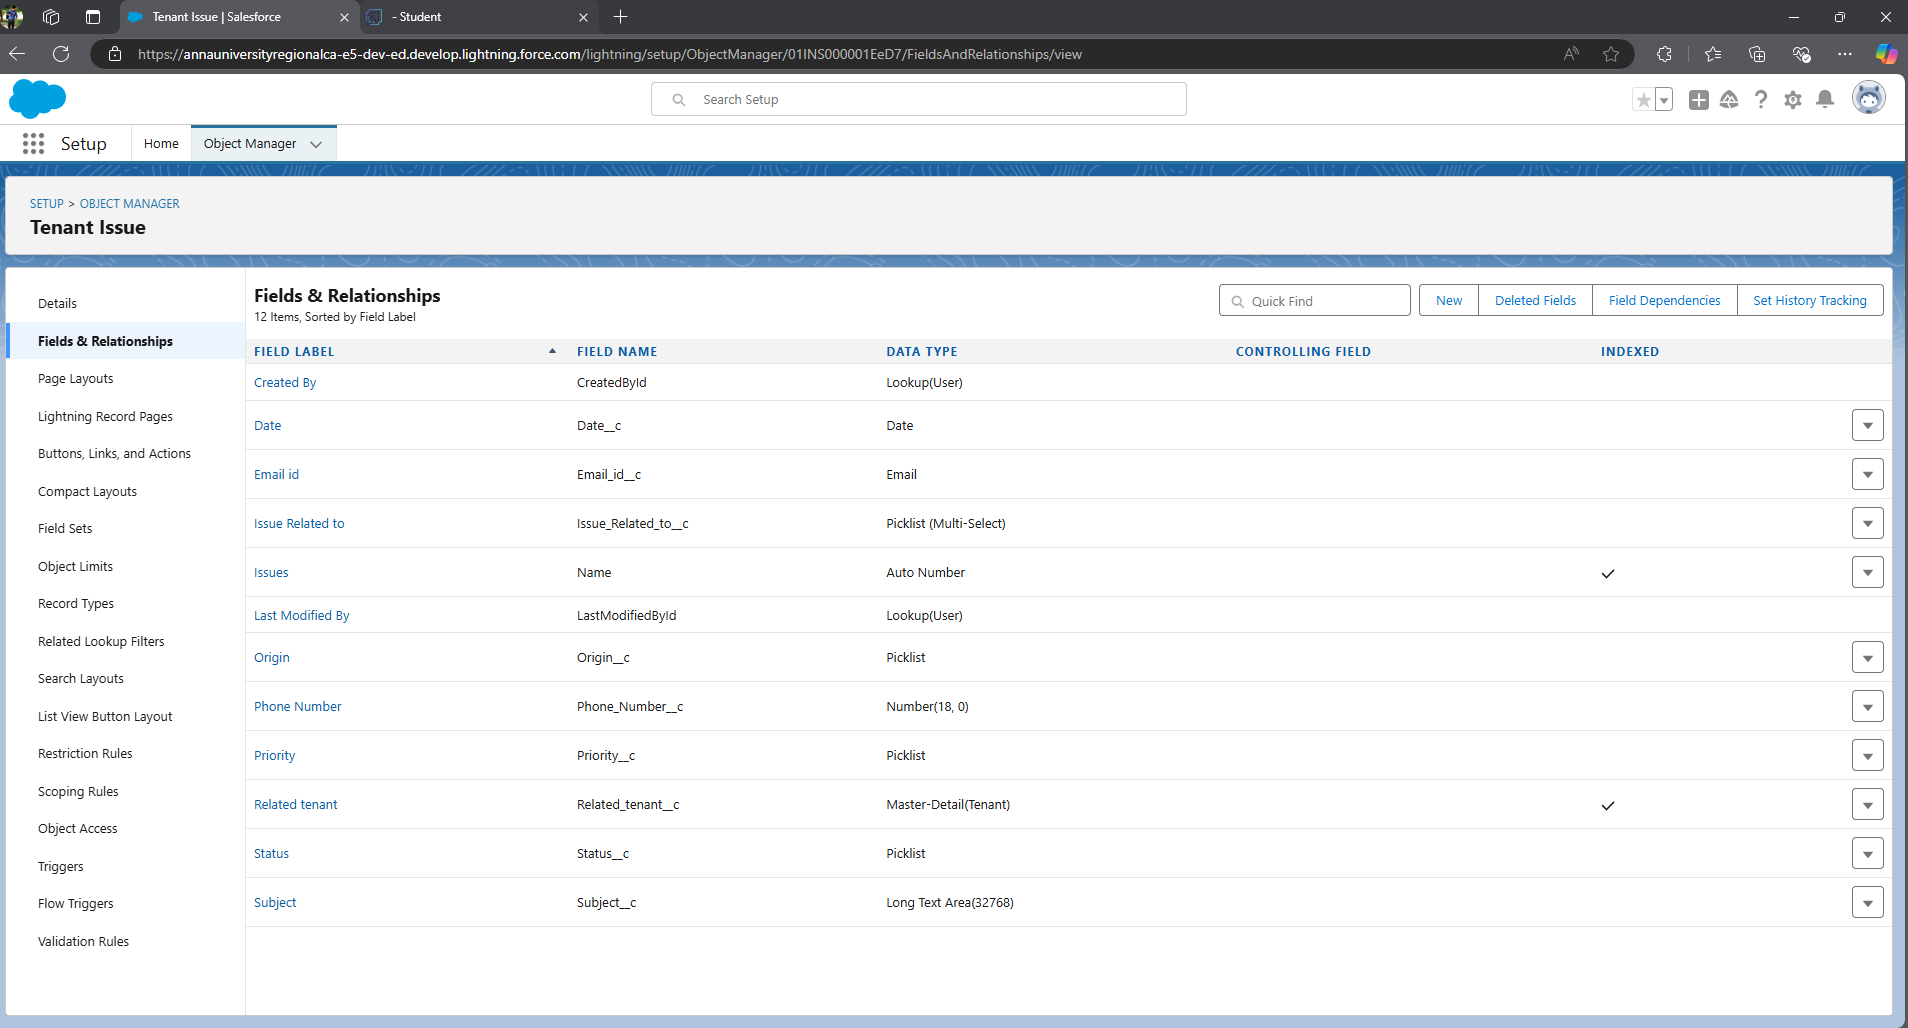 Tenant Issue | Salesforce
- Student
https://annauniversityregionalca-e5-dev-ed.develop.lightning.force.com/lightning/setup/ObjectManager/01INS000001EeD7/FieldsAndRelationships/view
Search Setup
Setup
Home
Object Manager
SETUP > OBJECT MANAGER
Tenant Issue
Details
Fields & Relationships
Page Layouts
Lightning Record Pages
Buttons, Links, and Actions
Compact Layouts
Field Sets
Object Limits
Record Types
Related Lookup Filters
Search Layouts
List View Button Layout
Restriction Rules
Scoping Rules
Object Access
Triggers
Flow Triggers
Validation Rules
Fields & Relationships
12 Items, Sorted by Field Label
Quick Find
New
Deleted Fields
Field Dependencies
Set History Tracking
FIELD LABEL FIELD NAME DATA TYPE CONTROLLING FIELD INDEXED
Created By CreatedById Lookup(User)
Date Date__c Date
Email id Email_id__c Email
Issue Related to Issue_Related_to__c Picklist (Multi-Select)
Issues Name Auto Number
Last Modified By LastModifiedById Lookup(User)
Origin Origin__c Picklist
Phone Number Phone_Number__c Number(18, 0)
Priority Priority__c Picklist
Related tenant Related_tenant__c Master-Detail(Tenant)
Status Status__c Picklist
Subject Subject__c Long Text Area(32768)